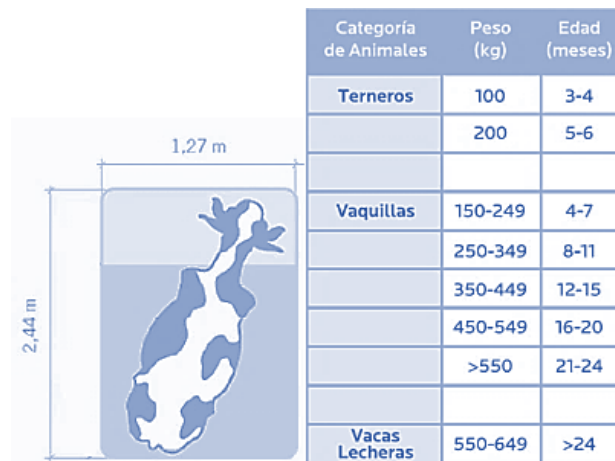 Categoría
de Animales
Peso
(kg)
Edad
(meses)
Terneros 100 3-4
200 5-6
Vaquillas 150-249 4-7
250-349 8-11
350-449 12-15
450-549 16-20
>550 21-24
Vacas
Lecheras
550-649 >24
1,27 m
2,44 m